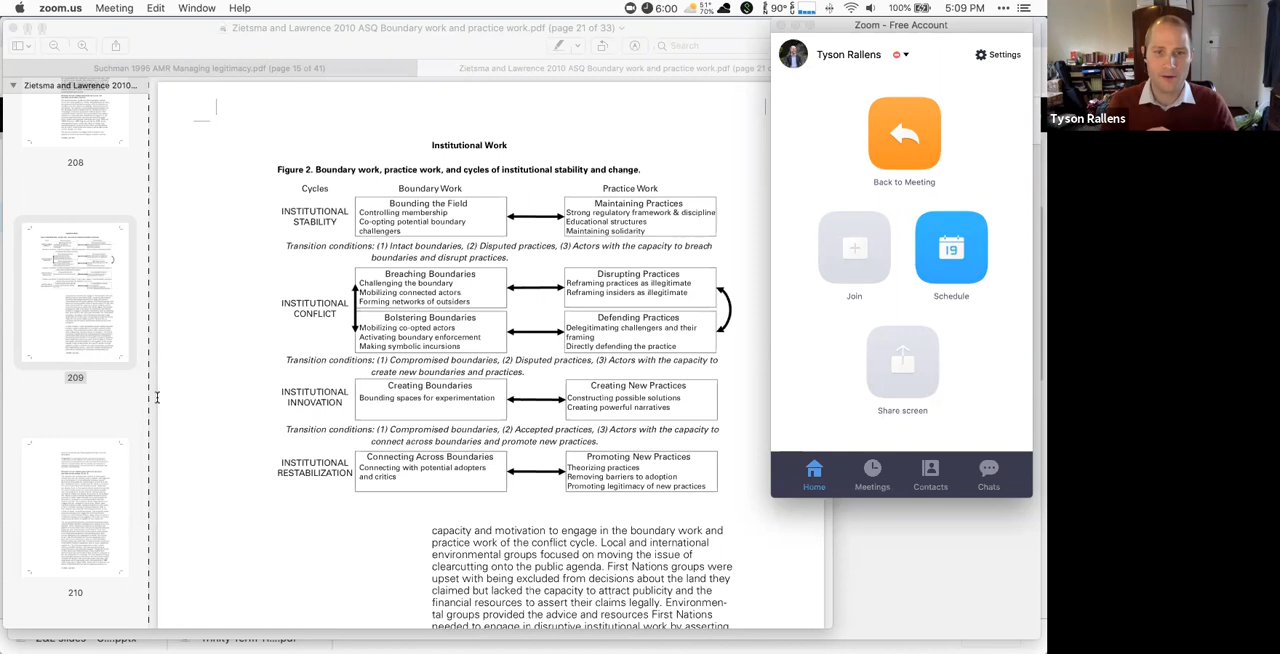 zoom.us Meeting Edit Window Help
6:00 51° 70% 90° 100% 5:09 PM
Zietsma and Lawrence 2010 ASQ Boundary work and practice work.pdf (page 21 of 33)
Search
Suchman 1995 AMR Managing legitimacy.pdf (page 15 of 41)
Zietsma and Lawrence 2010 ASQ Boundary work and practice work.pdf (page 21 o
Zietsma and Lawrence 2010...
208
209
210
Institutional Work
Figure 2. Boundary work, practice work, and cycles of institutional stability and change.
Cycles Boundary Work Practice Work
INSTITUTIONAL
STABILITY
Bounding the Field
Controlling membership
Co-opting potential boundary
challengers
Maintaining Practices
Strong regulatory framework & discipline
Educational structures
Maintaining solidarity
Transition conditions: (1) Intact boundaries, (2) Disputed practices, (3) Actors with the capacity to breach
boundaries and disrupt practices.
INSTITUTIONAL
CONFLICT
Breaching Boundaries
Challenging the boundary
Mobilizing connected actors
Forming networks of outsiders
Disrupting Practices
Reframing practices as illegitimate
Reframing insiders as illegitimate
Bolstering Boundaries
Mobilizing co-opted actors
Activating boundary enforcement
Making symbolic incursions
Defending Practices
Delegitimating challengers and their
framing
Directly defending the practice
Transition conditions: (1) Compromised boundaries, (2) Disputed practices, (3) Actors with the capacity to
create new boundaries and practices.
INSTITUTIONAL
INNOVATION
Creating Boundaries
Bounding spaces for experimentation
Creating New Practices
Constructing possible solutions
Creating powerful narratives
Transition conditions: (1) Compromised boundaries, (2) Accepted practices, (3) Actors with the capacity to
connect across boundaries and promote new practices.
INSTITUTIONAL
RESTABILIZATION
Connecting Across Boundaries
Connecting with potential adopters
and critics
Promoting New Practices
Theorizing practices
Removing barriers to adoption
Promoting legitimacy of new practices
capacity and motivation to engage in the boundary work and
practice work of the conflict cycle. Local and international
environmental groups focused on moving the issue of
clearcutting onto the public agenda. First Nations groups were
upset with being excluded from decisions about the land they
claimed but lacked the capacity to attract publicity and the
financial resources to assert their claims legally. Environmen-
tal groups provided the advice and resources First Nations
needed to engage in disruptive institutional work by asserting
Zoom - Free Account
Tyson Rallens
Settings
Back to Meeting
Join
19
Schedule
Share screen
Home Meetings Contacts Chats
Tyson Rallens